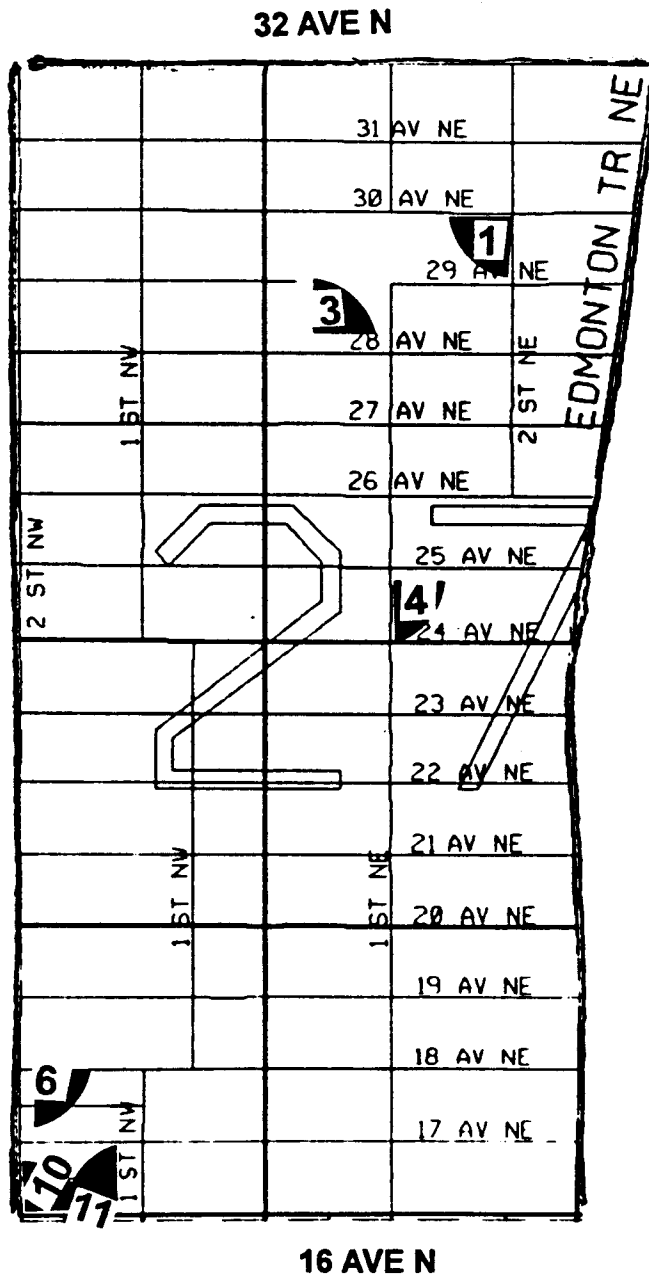 32 AVE N
31 AV NE
30 AV NE
EDMONTON TR NE
1
29 AV NE
3
28 AV NE
1 ST NW
2 ST NE
27 AV NE
26 AV NE
27
25 AV NE
2 ST NW
4
24 AV NE
23 AV NE
22 AV NE
21 AV NE
1 ST NW
1 ST NE
20 AV NE
19 AV NE
18 AV NE
6
17 AV NE
1 ST NW
10
11
16 AVE N